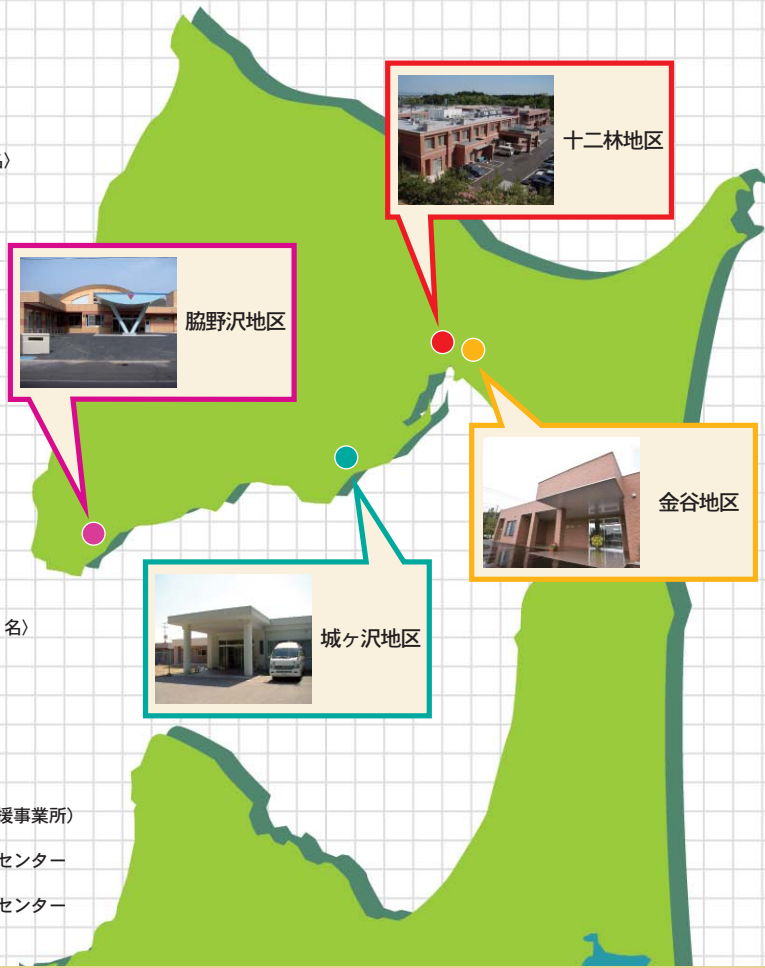 名〉
十二林地区
脇野沢地区
金谷地区
名〉
城ヶ沢地区
援事業所）
センター
センター